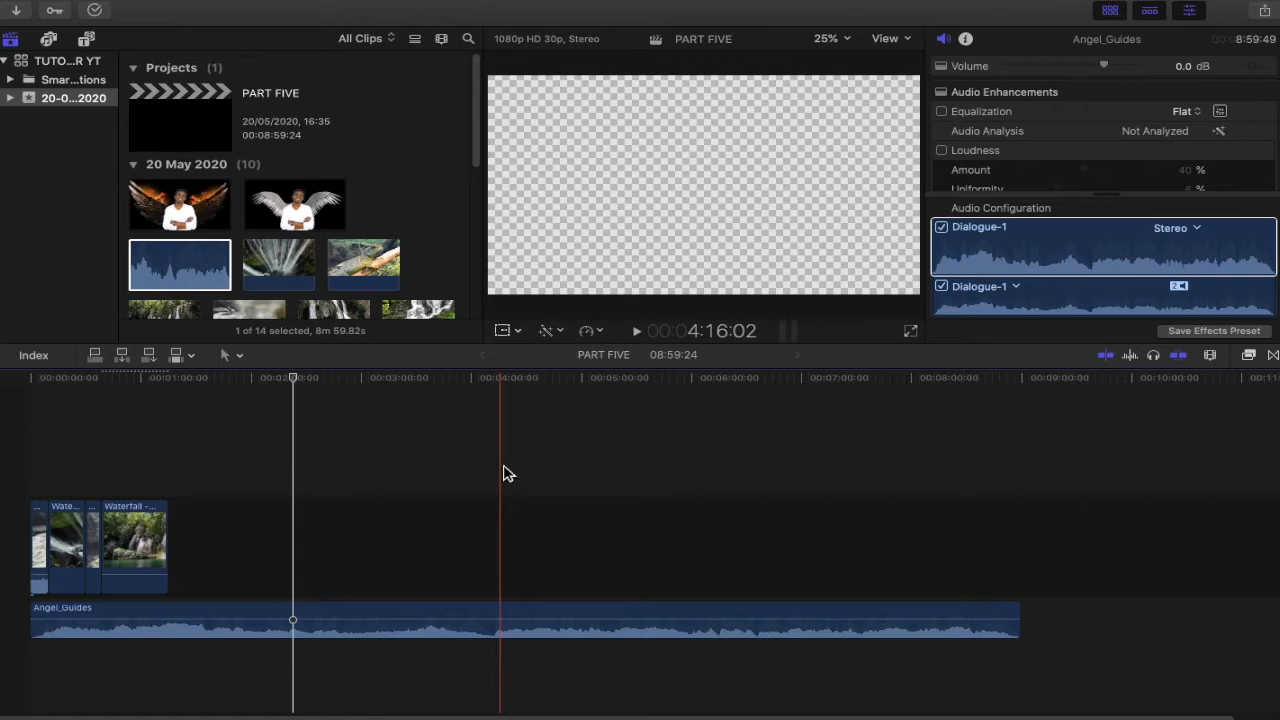 All Clips
1080p HD 30p, Stereo
PART FIVE
25%
View
Angel_Guides
8:59:49
TUTO...R YT
Smar...tions
20-0...2020
Projects (1)
PART FIVE
20/05/2020, 16:35
00:08:59:24
20 May 2020 (10)
1 of 14 selected, 8m 59.82s
00:00:4:16:02
Volume
0.0 dB
Audio Enhancements
Equalization
Flat
Audio Analysis
Not Analyzed
Loudness
Amount
40 %
Uniformity
%
Audio Configuration
Dialogue-1
Stereo
Dialogue-1
2
Save Effects Preset
Index
PART FIVE
08:59:24
00:00:00:00
00:01:00:00
00:02:00:00
00:03:00:00
00:04:00:00
00:05:00:00
00:06:00:00
00:07:00:00
00:08:00:00
00:09:00:00
00:10:00:00
00:11:
...
Wate...
...
Waterfall -...
Angel_Guides